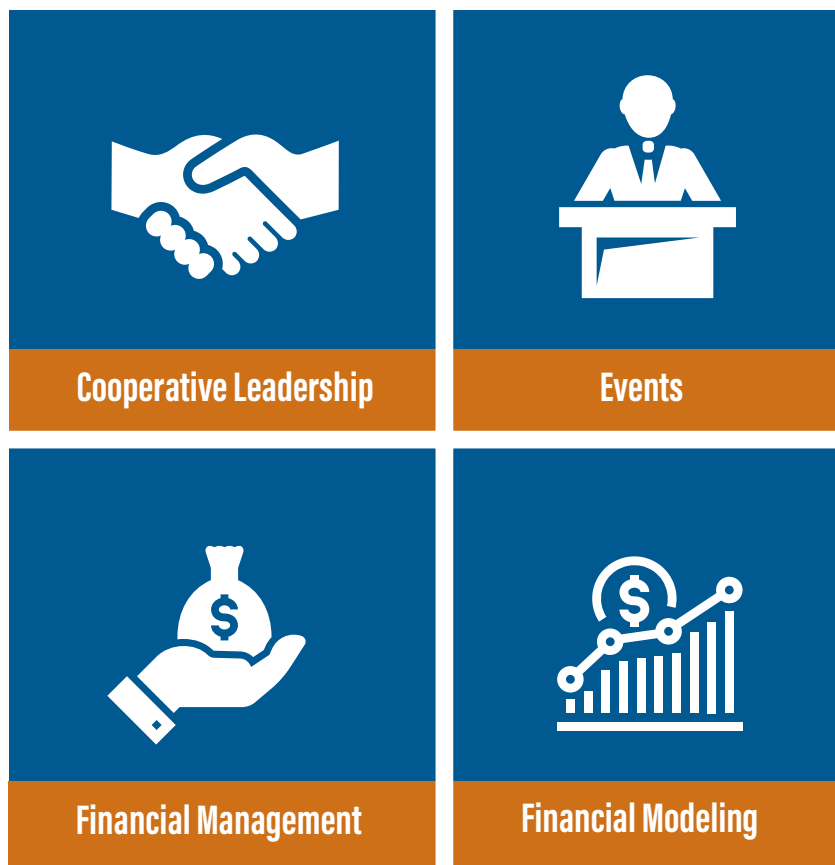 Cooperative Leadership
Events
$
$
Financial Management
Financial Modeling